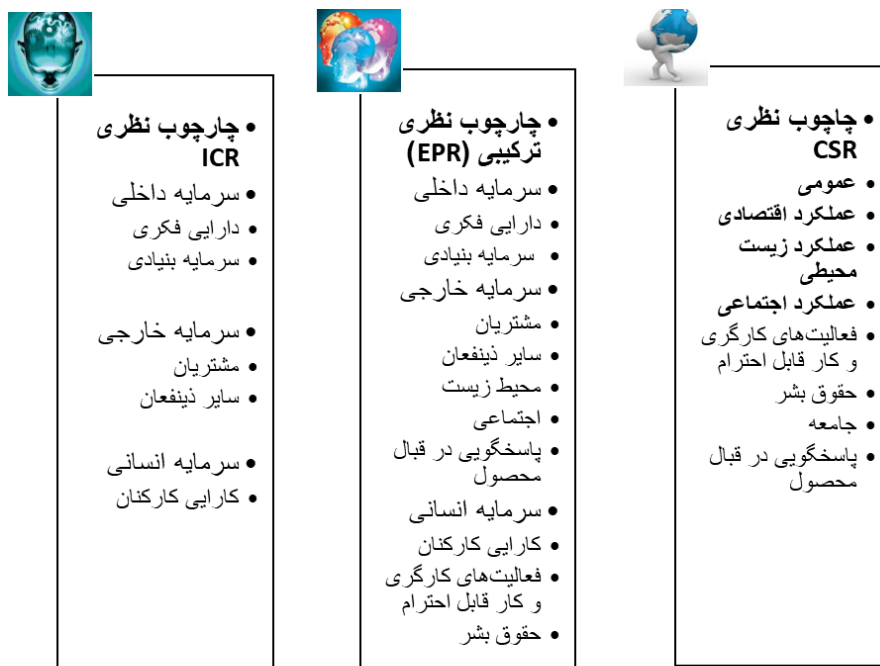 • چاچوب نظری
CSR
• عمومی
• عملکرد اقتصادی
• عملکرد زیست
محیطی
• عملکرد اجتماعی
• فعالیت‌های کارگری
و کار قابل احترام
• حقوق بشر
• جامعه
• پاسخگویی در قبال
محصول
• چارچوب نظری
ترکیبی (EPR)
• سرمایه داخلی
• دارایی فکری
• سرمایه بنیادی
• سرمایه خارجی
• مشتریان
• سایر ذینفعان
• محیط زیست
• اجتماعی
• پاسخگویی در قبال
محصول
• سرمایه انسانی
• کارایی کارکنان
• فعالیت‌های کارگری
و کار قابل احترام
• حقوق بشر
• چارچوب نظری
ICR
• سرمایه داخلی
• دارایی فکری
• سرمایه بنیادی
• سرمایه خارجی
• مشتریان
• سایر ذینفعان
• سرمایه انسانی
• کارایی کارکنان